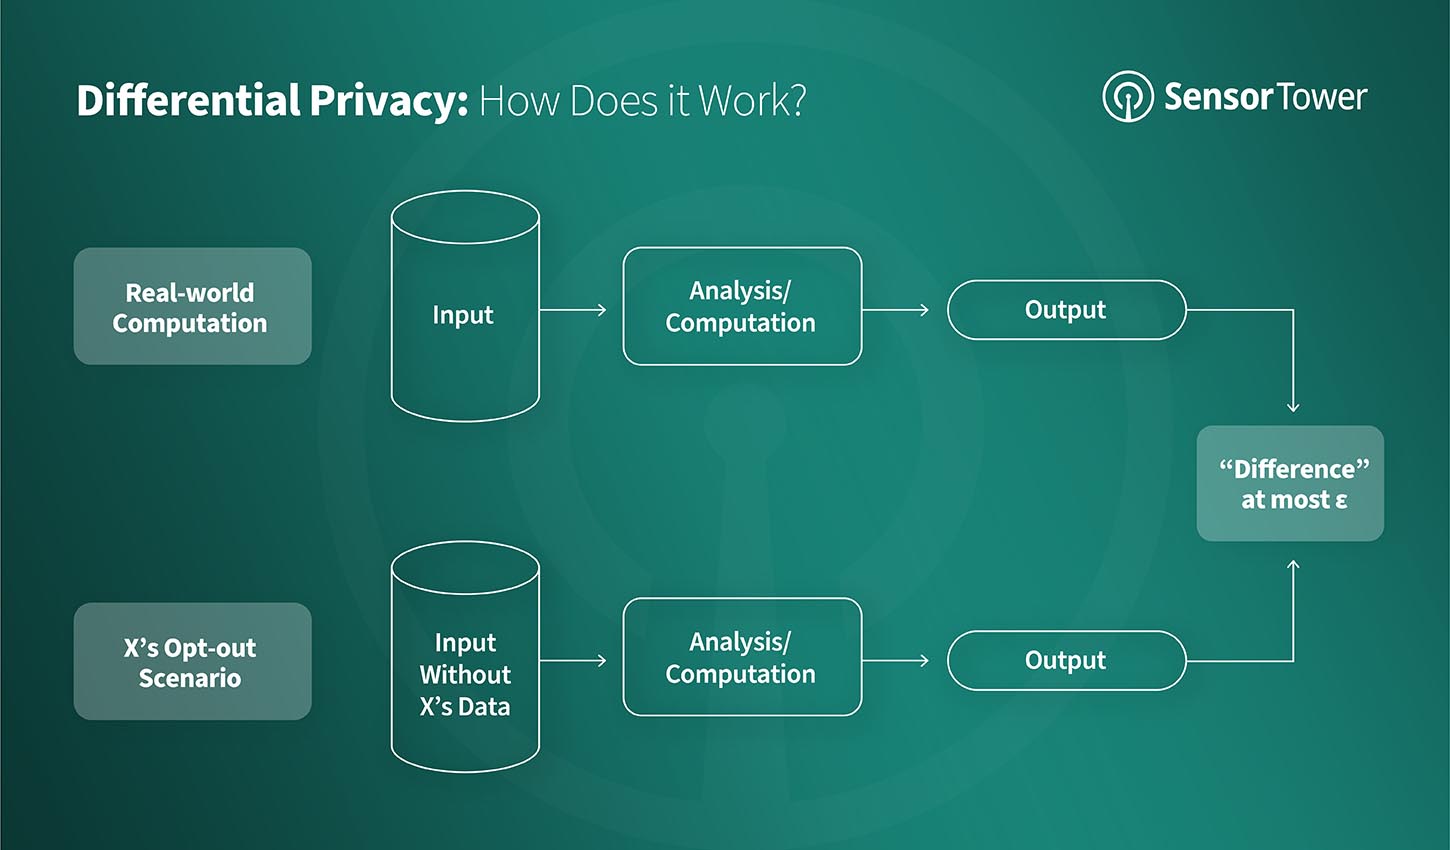 Differential Privacy: How Does it Work?
SensorTower
Real-world
Computation
Input
Analysis/
Computation
Output
“Difference”
at most ε
X’s Opt-out
Scenario
Input
Without
X’s Data
Analysis/
Computation
Output